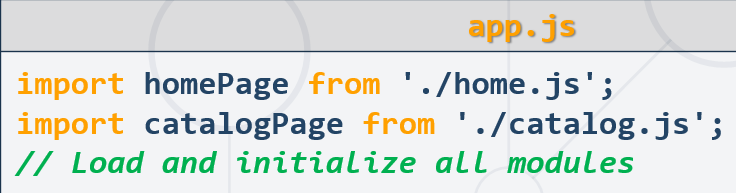 app.js
import homePage from './home.js';
import catalogPage from './catalog.js';
// Load and initialize all modules